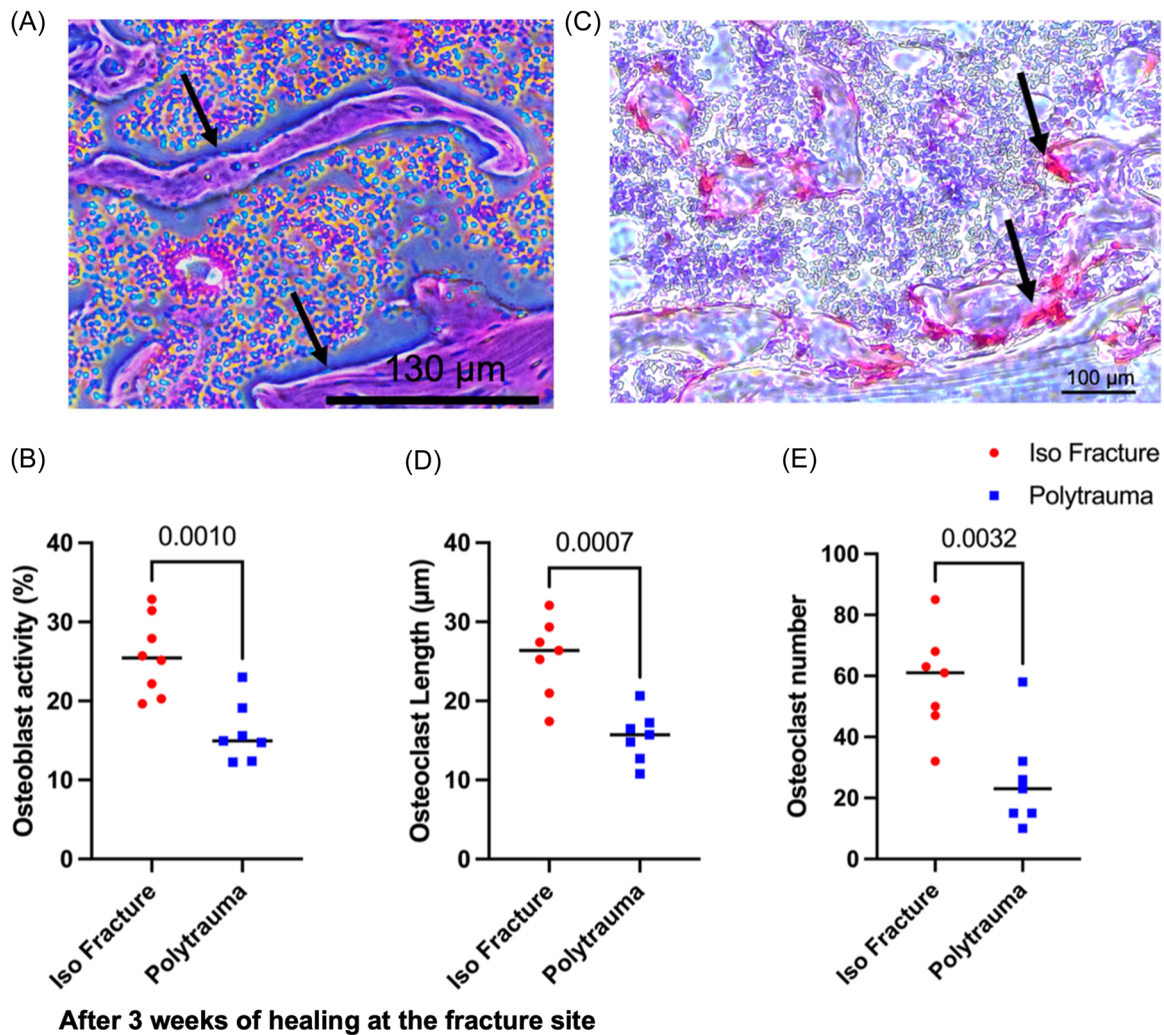 (A)
(C)
130 µm
100 µm
(B)
(D)
(E)
Iso Fracture
Polytrauma
0.0010
40
30
20
10
0
Osteoblast activity (%)
Iso Fracture
Polytrauma
0.0007
40
30
20
10
0
Osteoclast Length (µm)
Iso Fracture
Polytrauma
0.0032
100
80
60
40
20
0
Osteoclast number
Iso Fracture
Polytrauma
After 3 weeks of healing at the fracture site